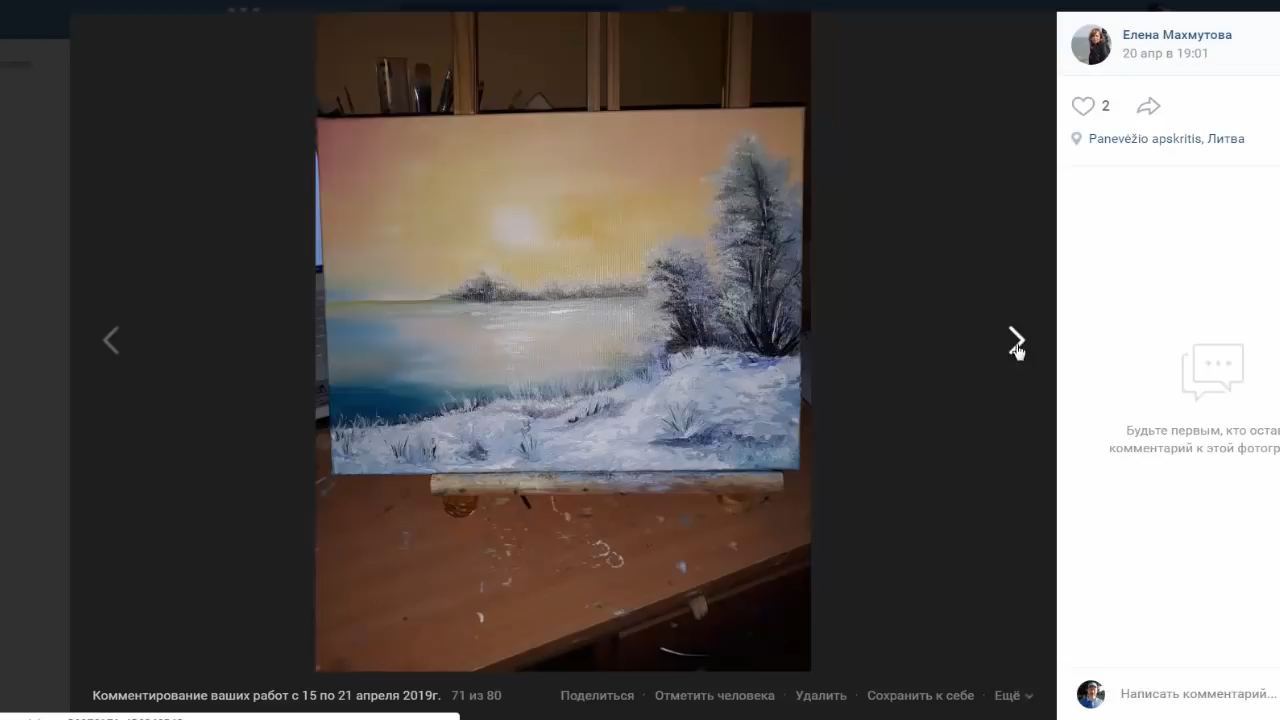 Елена Махмутова
20 апр в 19:01
2
Panevėžio apskritis, Литва
Будьте первым, кто оста
комментарий к этой фотогр
Написать комментарий...
Комментирование ваших работ с 15 по 21 апреля 2019г. 71 из 80
Поделиться · Отметить человека · Удалить · Сохранить к себе · Ещё